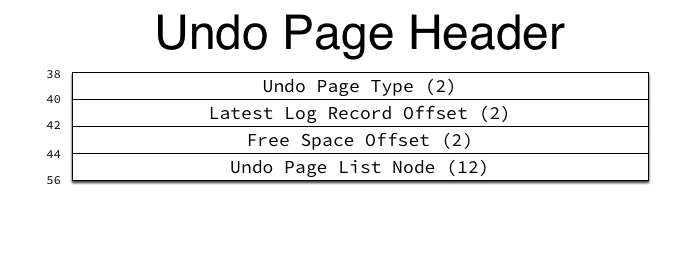 Undo Page Header
38
Undo Page Type (2)
40
Latest Log Record Offset (2)
42
Free Space Offset (2)
44
Undo Page List Node (12)
56